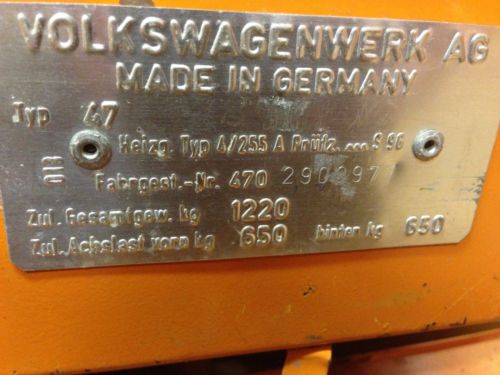 VOLKSWAGENWERK AG
MADE IN GERMANY
Typ 47
Heizg. Typ 4/255 A Prüfz. ~~~ S 96
Fahrgest.-Nr. 470
Zul. Gesamtgew. kg 1220
Zul. Achslast vorn kg 650 hinten kg 650